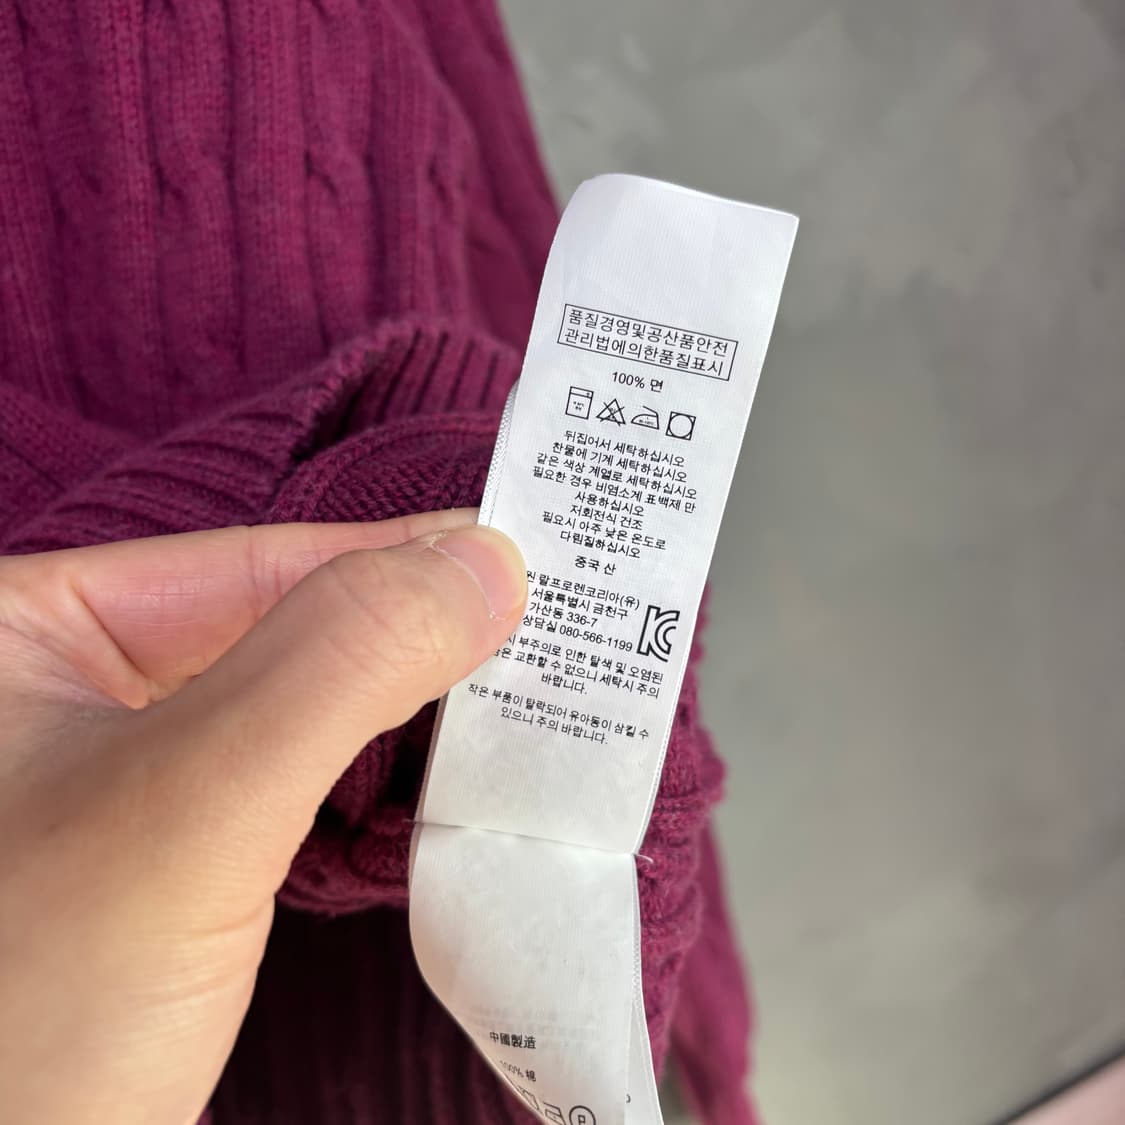 품질경영및공산품안전
관리법에의한품질표시
100% 면
뒤집어서 세탁하십시오
찬물에 기계 세탁하십시오
같은 색상 계열로 세탁하십시오
필요한 경우 비염소계 표백제 만
사용하십시오
저회전식 건조
필요시 아주 낮은 온도로
다림질하십시오
중국 산
원 랄프로렌코리아(유)
서울특별시 금천구
가산동 336-7
상담실 080-566-1199
시 부주의로 인한 탈색 및 오염된
은 교환할 수 없으니 세탁시 주의
바랍니다.
작은 부품이 탈락되어 유아동이 삼킬 수
있으니 주의 바랍니다.
中國製造
100% 棉